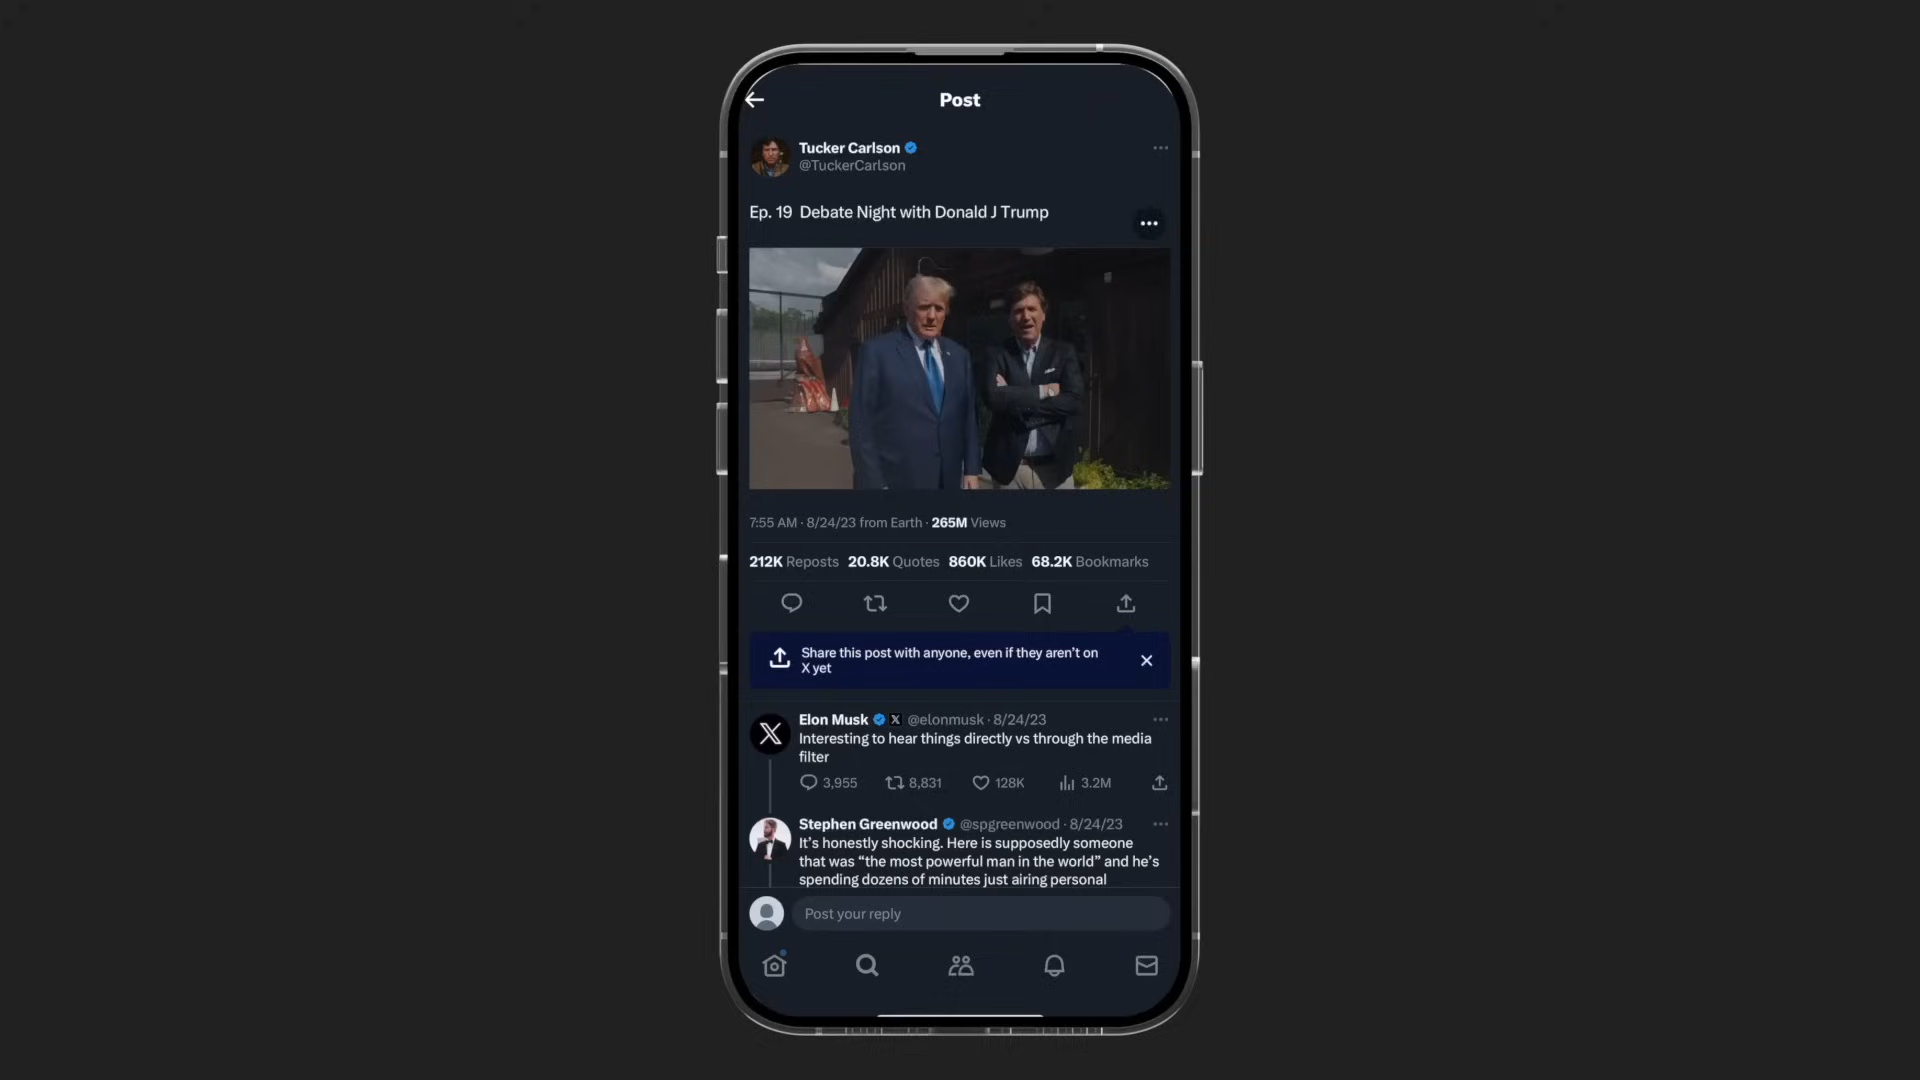 Post
Tucker Carlson
@TuckerCarlson
Ep. 19 Debate Night with Donald J Trump
7:55 AM · 8/24/23 from Earth · 265M Views
212K Reposts 20.8K Quotes 860K Likes 68.2K Bookmarks
Share this post with anyone, even if they aren’t on
X yet
Elon Musk @elonmusk · 8/24/23
Interesting to hear things directly vs through the media
filter
3,955 8,831 128K 3.2M
Stephen Greenwood @spgreenwood · 8/24/23
It’s honestly shocking. Here is supposedly someone
that was “the most powerful man in the world” and he’s
spending dozens of minutes just airing personal
Post your reply